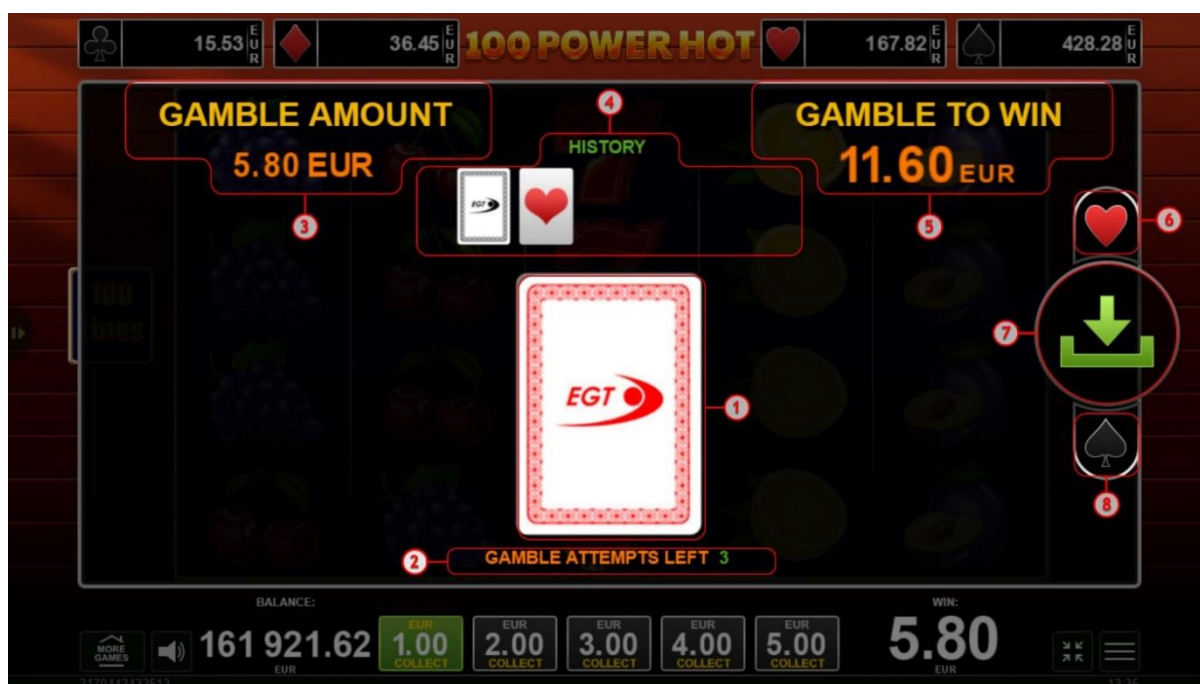 15.53 EUR
36.45 EUR
100 POWER HOT
167.82 EUR
428.28 EUR
GAMBLE AMOUNT
5.80 EUR
3
4
HISTORY
EGT
GAMBLE TO WIN
11.60 EUR
5
6
100
Lines
7
EGT
1
8
2
GAMBLE ATTEMPTS LEFT 3
BALANCE:
161 921.62
EUR
MORE
GAMES
EUR
1.00
COLLECT
EUR
2.00
COLLECT
EUR
3.00
COLLECT
EUR
4.00
COLLECT
EUR
5.00
COLLECT
WIN:
5.80
EUR